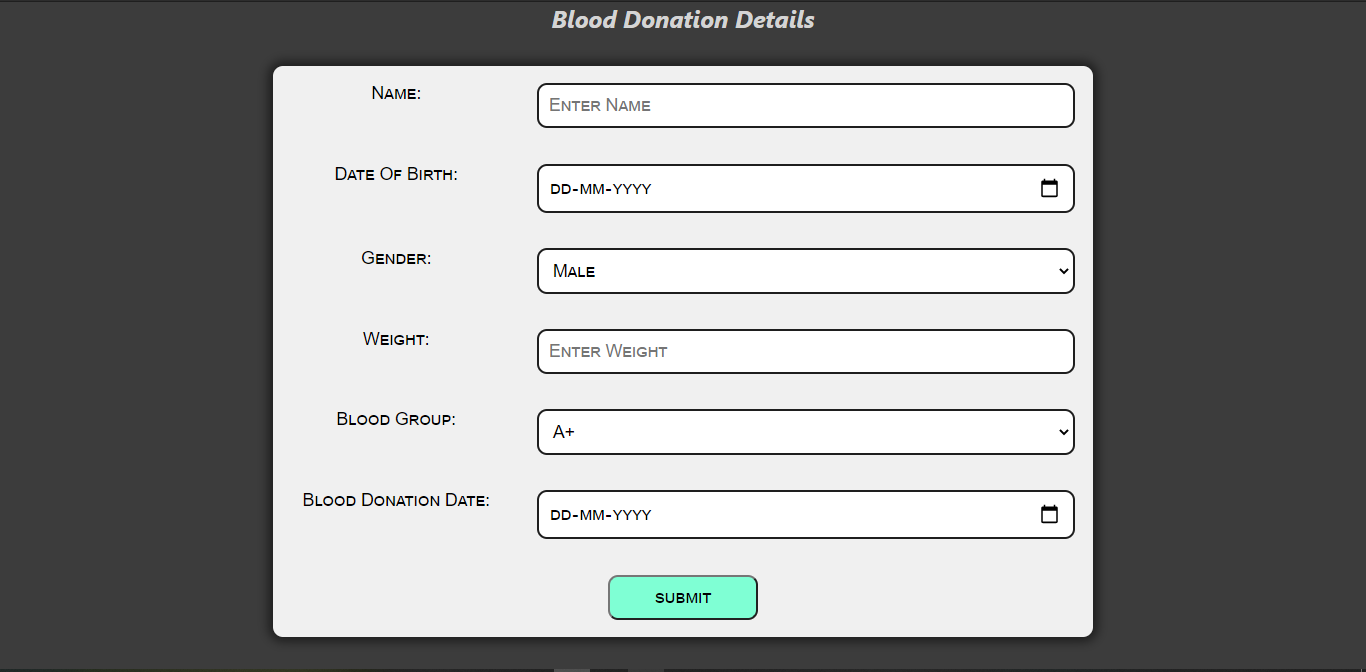 Blood Donation Details
Name: Enter Name
Date Of Birth: dd-mm-yyyy
Gender: Male
Weight: Enter Weight
Blood Group: A+
Blood Donation Date: dd-mm-yyyy
submit